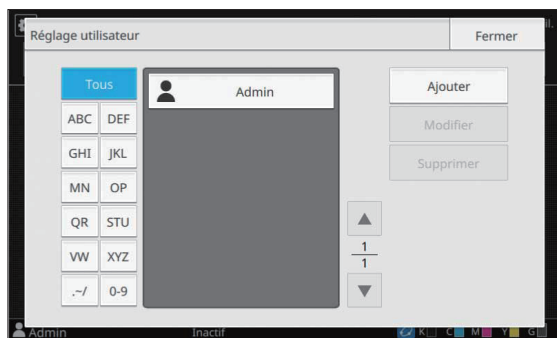 Réglage utilisateur
Fermer
Tous
Admin
Ajouter
ABC
DEF
Modifier
GHI
JKL
Supprimer
MN
OP
QR
STU
VW
XYZ
1
1
.~/
0-9
Admin
Inactif
K
C
M
Y
G